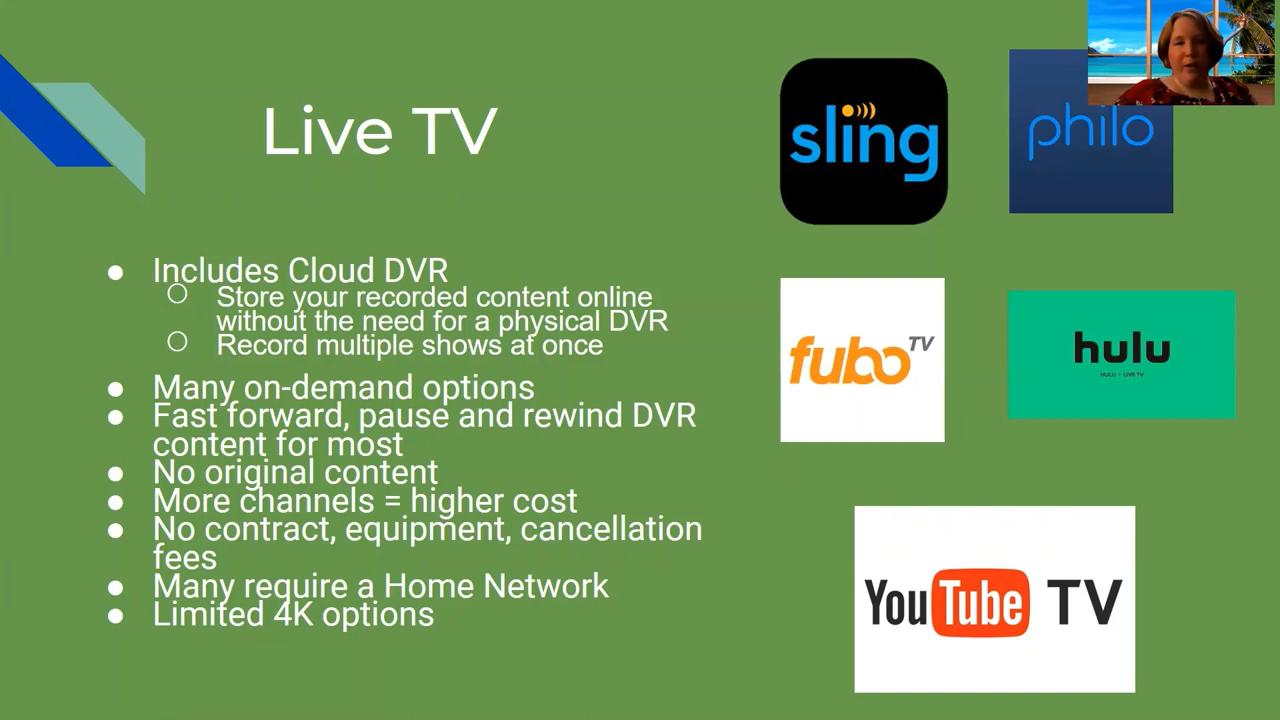 Live TV
● Includes Cloud DVR
○ Store your recorded content online
without the need for a physical DVR
○ Record multiple shows at once
● Many on-demand options
● Fast forward, pause and rewind DVR
content for most
● No original content
● More channels = higher cost
● No contract, equipment, cancellation
fees
● Many require a Home Network
● Limited 4K options
sling
philo
fubo TV
hulu
HULU + LIVE TV
YouTube TV